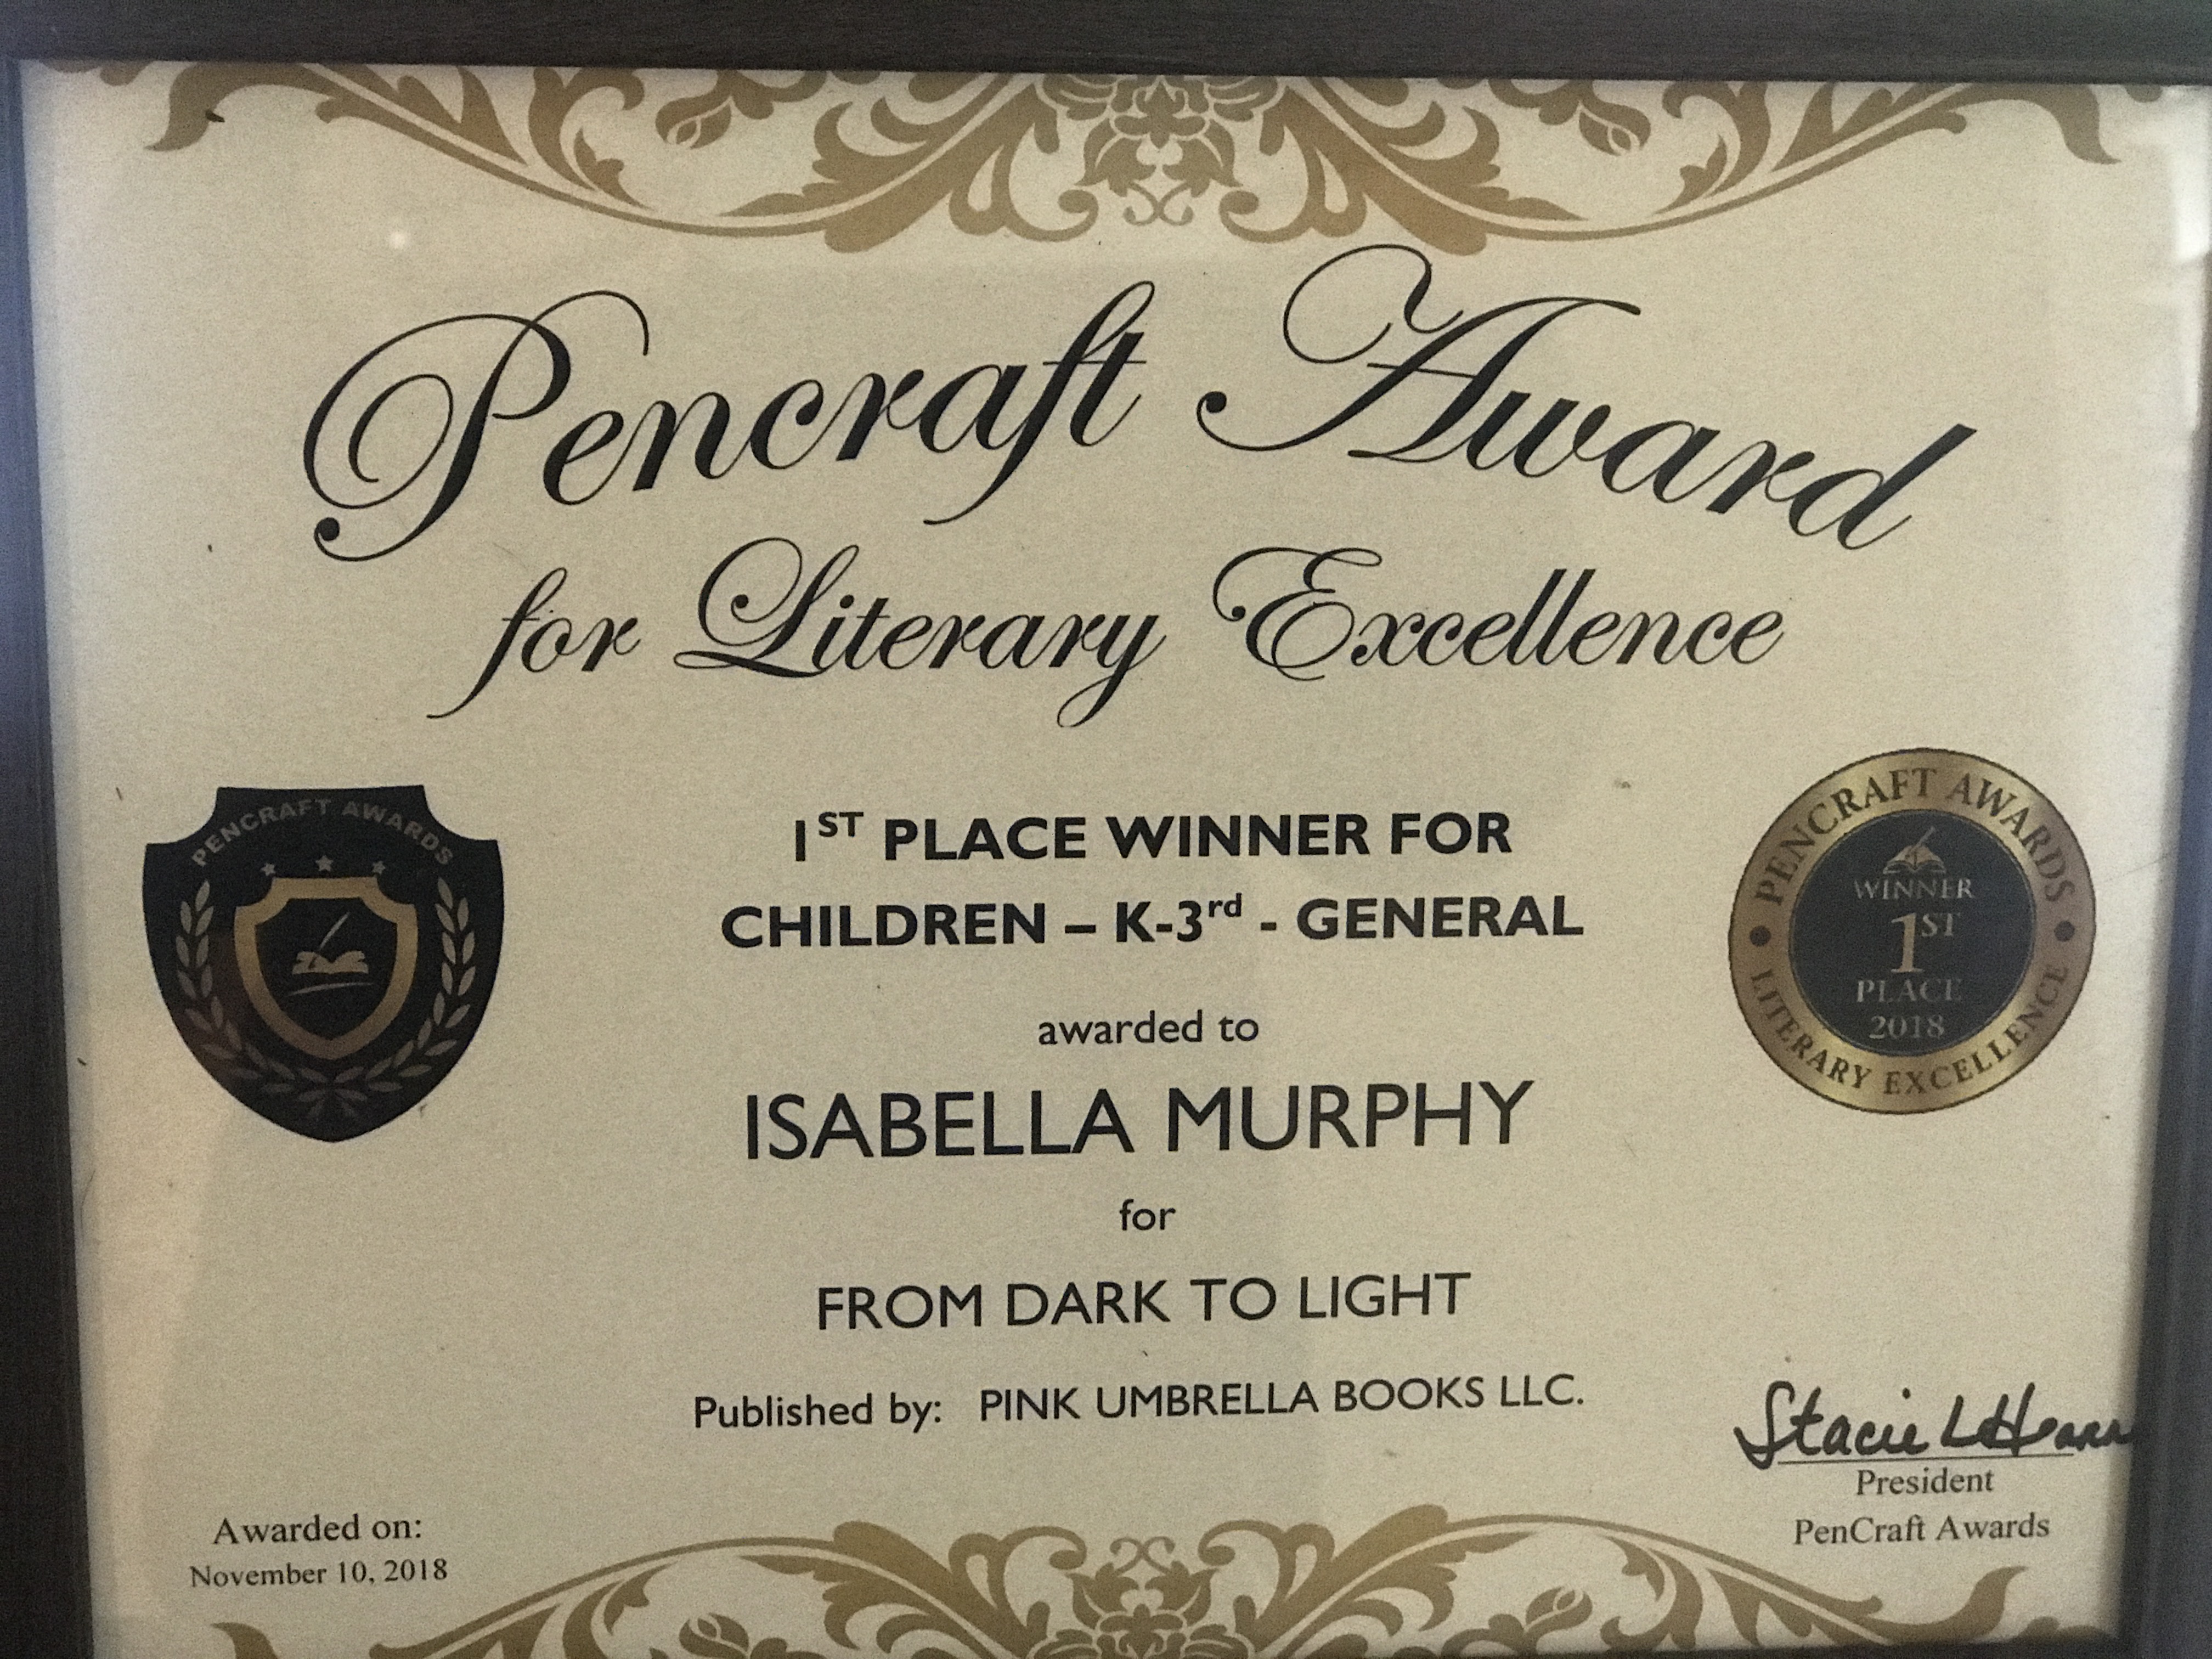 Pencraft Award
for Literary Excellence
PENCRAFT AWARDS
1ST PLACE WINNER FOR
CHILDREN – K-3rd - GENERAL
awarded to
ISABELLA MURPHY
for
FROM DARK TO LIGHT
Published by: PINK UMBRELLA BOOKS LLC.
PENCRAFT AWARDS
WINNER
1ST
PLACE
2018
LITERARY EXCELLENCE
Stacie L
President
PenCraft Awards
Awarded on:
November 10, 2018